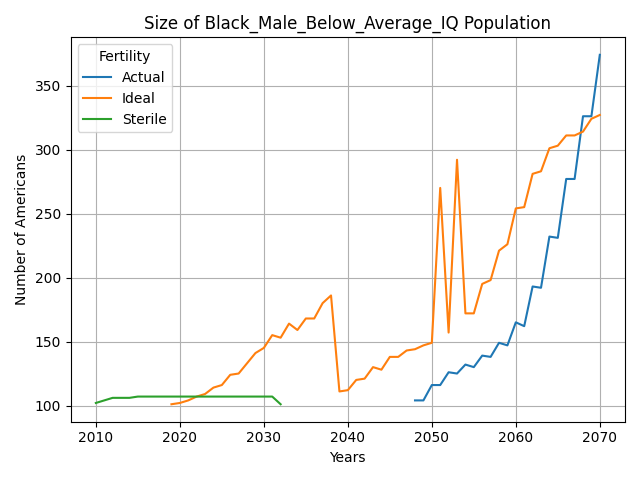 Size of Black_Male_Below_Average_IQ Population
Fertility
Actual
Ideal
Sterile
Number of Americans
350
300
250
200
150
100
2010 2020 2030 2040 2050 2060 2070
Years